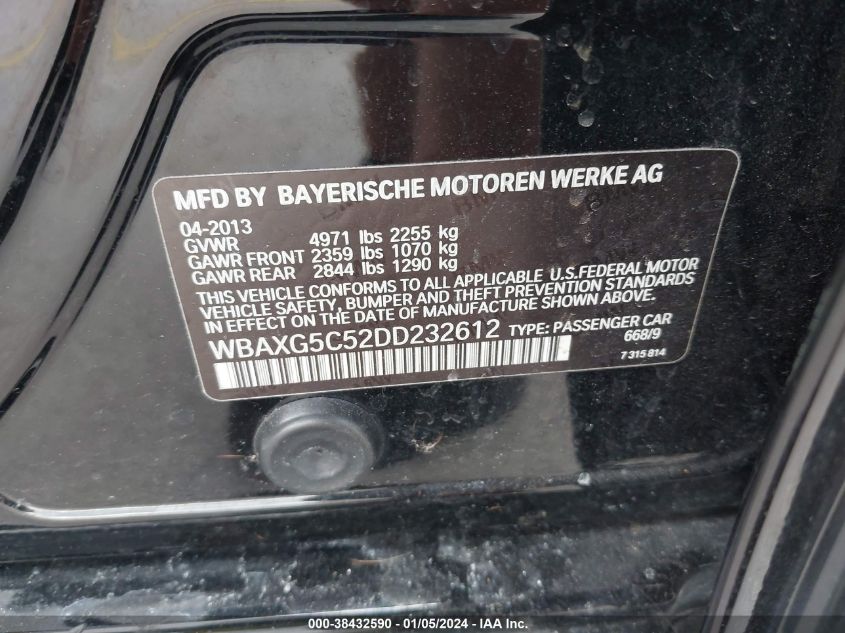 MFD BY BAYERISCHE MOTOREN WERKE AG
04-2013
GVWR 4971 lbs 2255 kg
GAWR FRONT 2359 lbs 1070 kg
GAWR REAR 2844 lbs 1290 kg
THIS VEHICLE CONFORMS TO ALL APPLICABLE U.S.FEDERAL MOTOR
VEHICLE SAFETY, BUMPER AND THEFT PREVENTION STANDARDS
IN EFFECT ON THE DATE OF MANUFACTURE SHOWN ABOVE.
WBAXG5C52DD232612 TYPE: PASSENGER CAR
668/9
7 315 814
000-38432590 - 01/05/2024 - IAAI.com